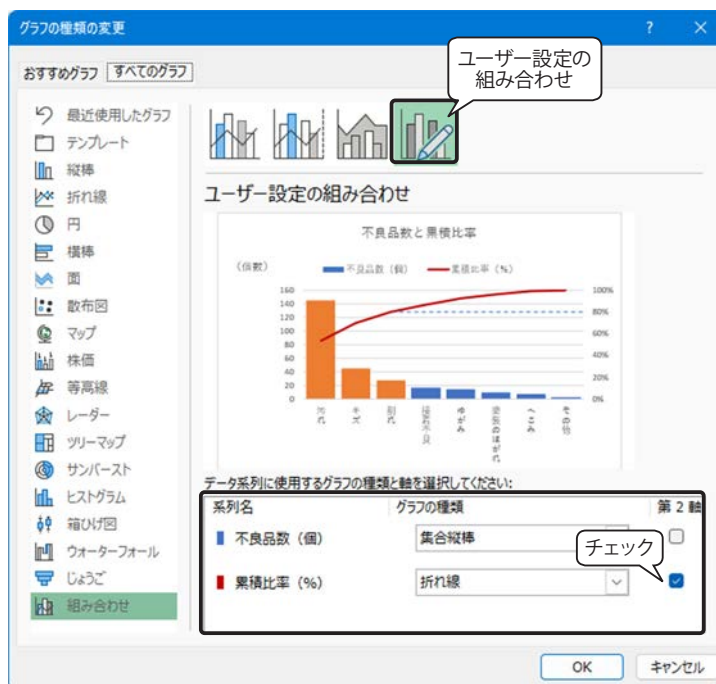 グラフの種類の変更
? ×
おすすめグラフ すべてのグラフ
ユーザー設定の
組み合わせ
最近使用したグラフ
テンプレート
縦棒
折れ線
円
横棒
面
散布図
マップ
株価
等高線
レーダー
ツリーマップ
サンバースト
ヒストグラム
箱ひげ図
ウォーターフォール
じょうご
組み合わせ
ユーザー設定の組み合わせ
不良品数と累積比率
(個数)
不良品数 (個) 累積比率 (%)
160
140
120
100
80
60
40
20
0
100%
80%
60%
40%
20%
0%
汚れ
キズ
割れ
接着不良
ゆがみ
塗装のはがれ
へこみ
その他
データ系列に使用するグラフの種類と軸を選択してください:
系列名 グラフの種類 第2軸
不良品数 (個) 集合縦棒
チェック
累積比率 (%) 折れ線
OK キャンセル